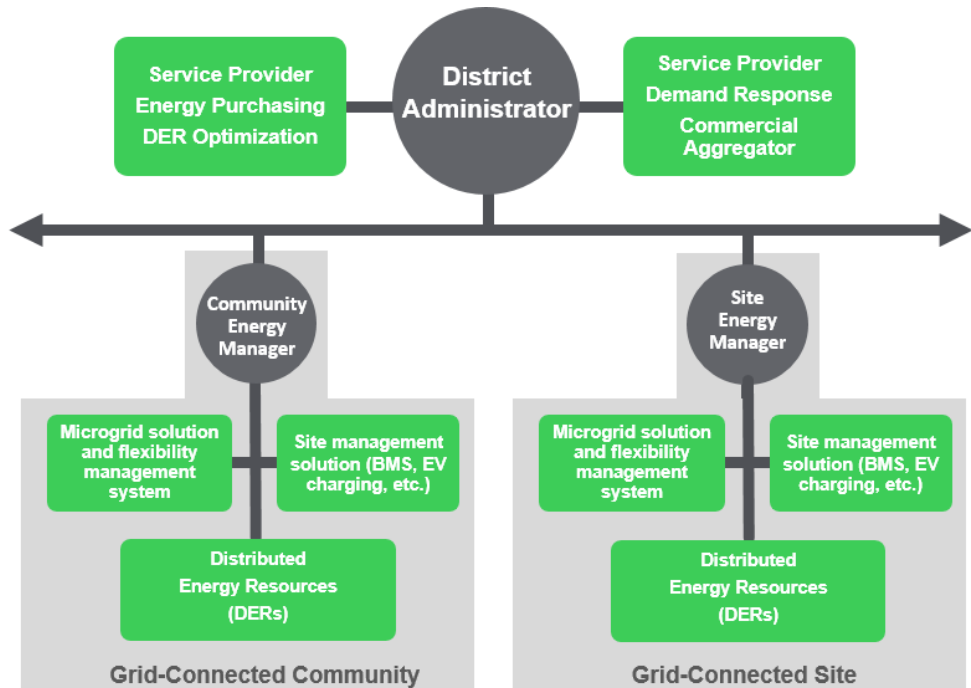 Service Provider
Energy Purchasing
DER Optimization
District
Administrator
Service Provider
Demand Response
Commercial
Aggregator
Community
Energy
Manager
Microgrid solution
and flexibility
management
system
Site management
solution (BMS, EV
charging, etc.)
Distributed
Energy Resources
(DERs)
Grid-Connected Community
Site
Energy
Manager
Microgrid solution
and flexibility
management
system
Site management
solution (BMS, EV
charging, etc.)
Distributed
Energy Resources
(DERs)
Grid-Connected Site